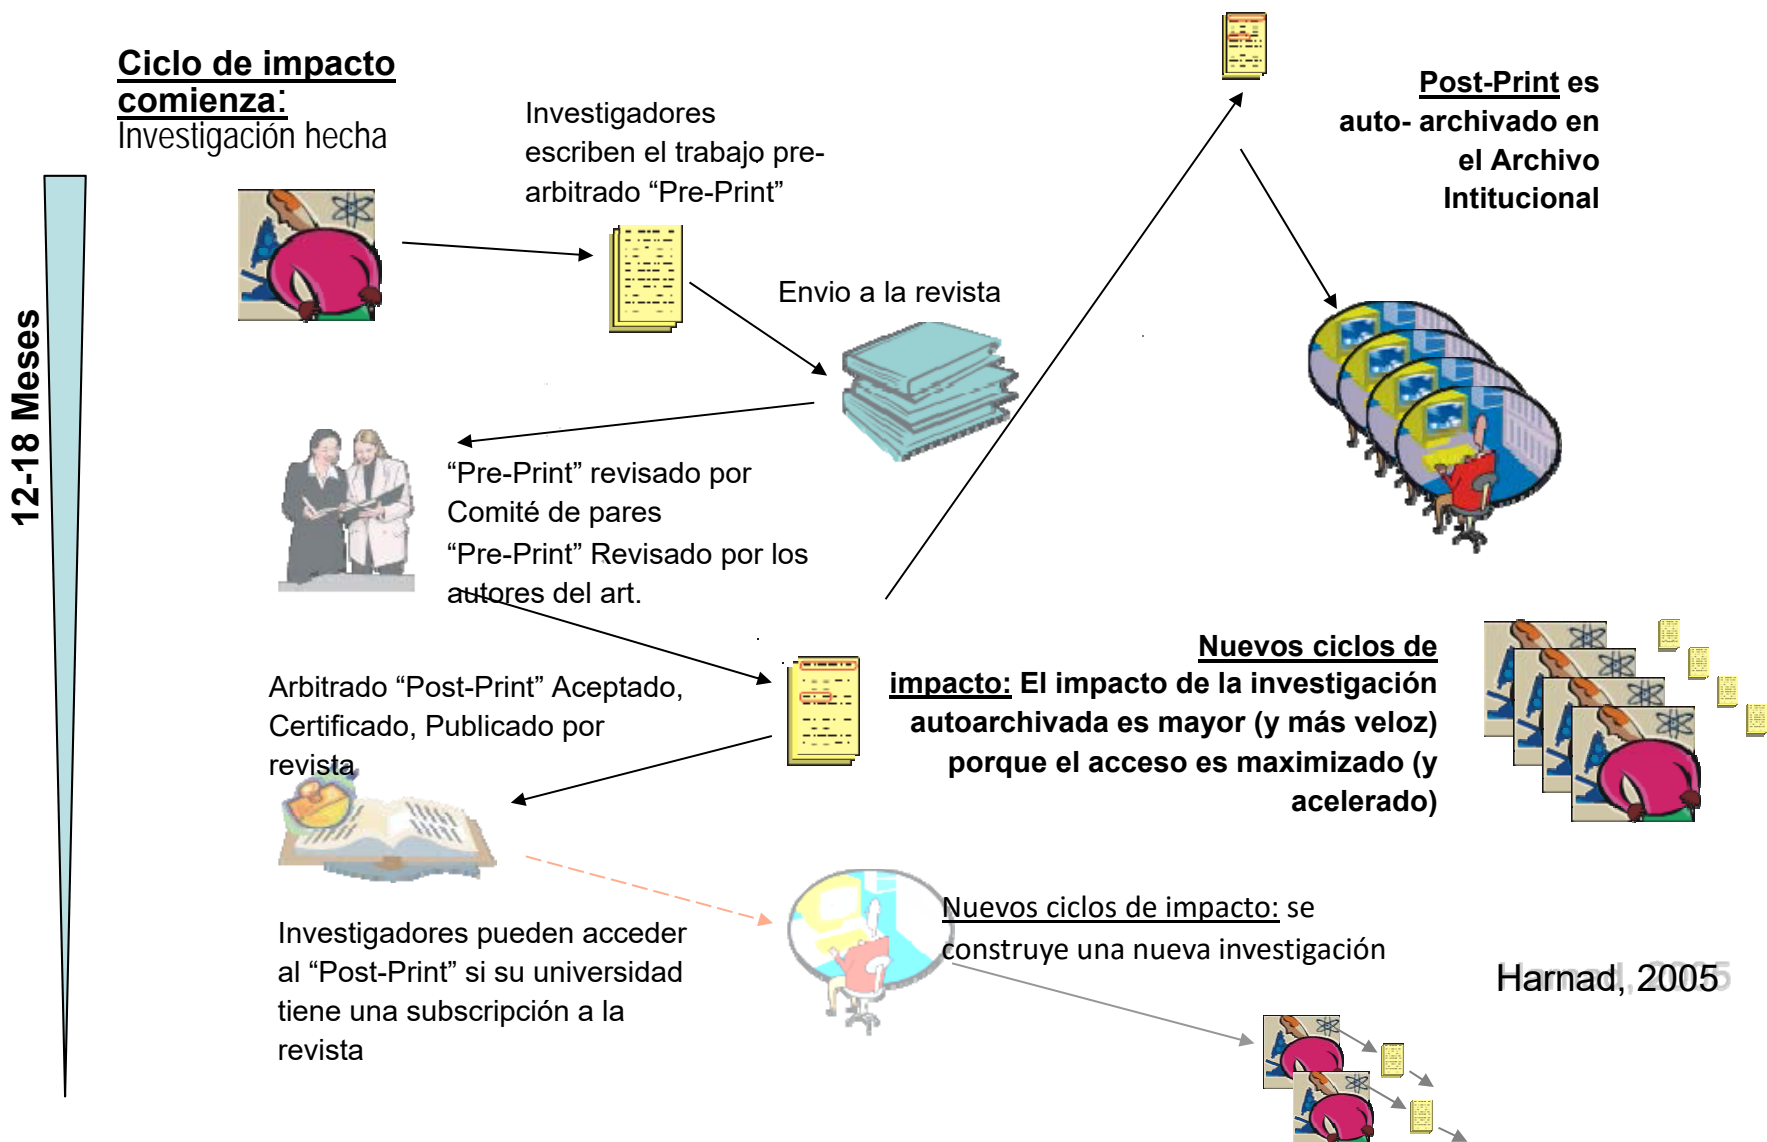 Ciclo de impacto
comienza:
Investigación hecha
12-18 Meses
Investigadores
escriben el trabajo pre-
arbitrado “Pre-Print”
Envio a la revista
“Pre-Print” revisado por
Comité de pares
“Pre-Print” Revisado por los
autores del art.
Arbitrado “Post-Print” Aceptado,
Certificado, Publicado por
revista
Investigadores pueden acceder
al “Post-Print” si su universidad
tiene una subscripción a la
revista
Post-Print es
auto- archivado en
el Archivo
Intitucional
Nuevos ciclos de
impacto: El impacto de la investigación
autoarchivada es mayor (y más veloz)
porque el acceso es maximizado (y
acelerado)
Nuevos ciclos de impacto: se
construye una nueva investigación
Harnad, 2005